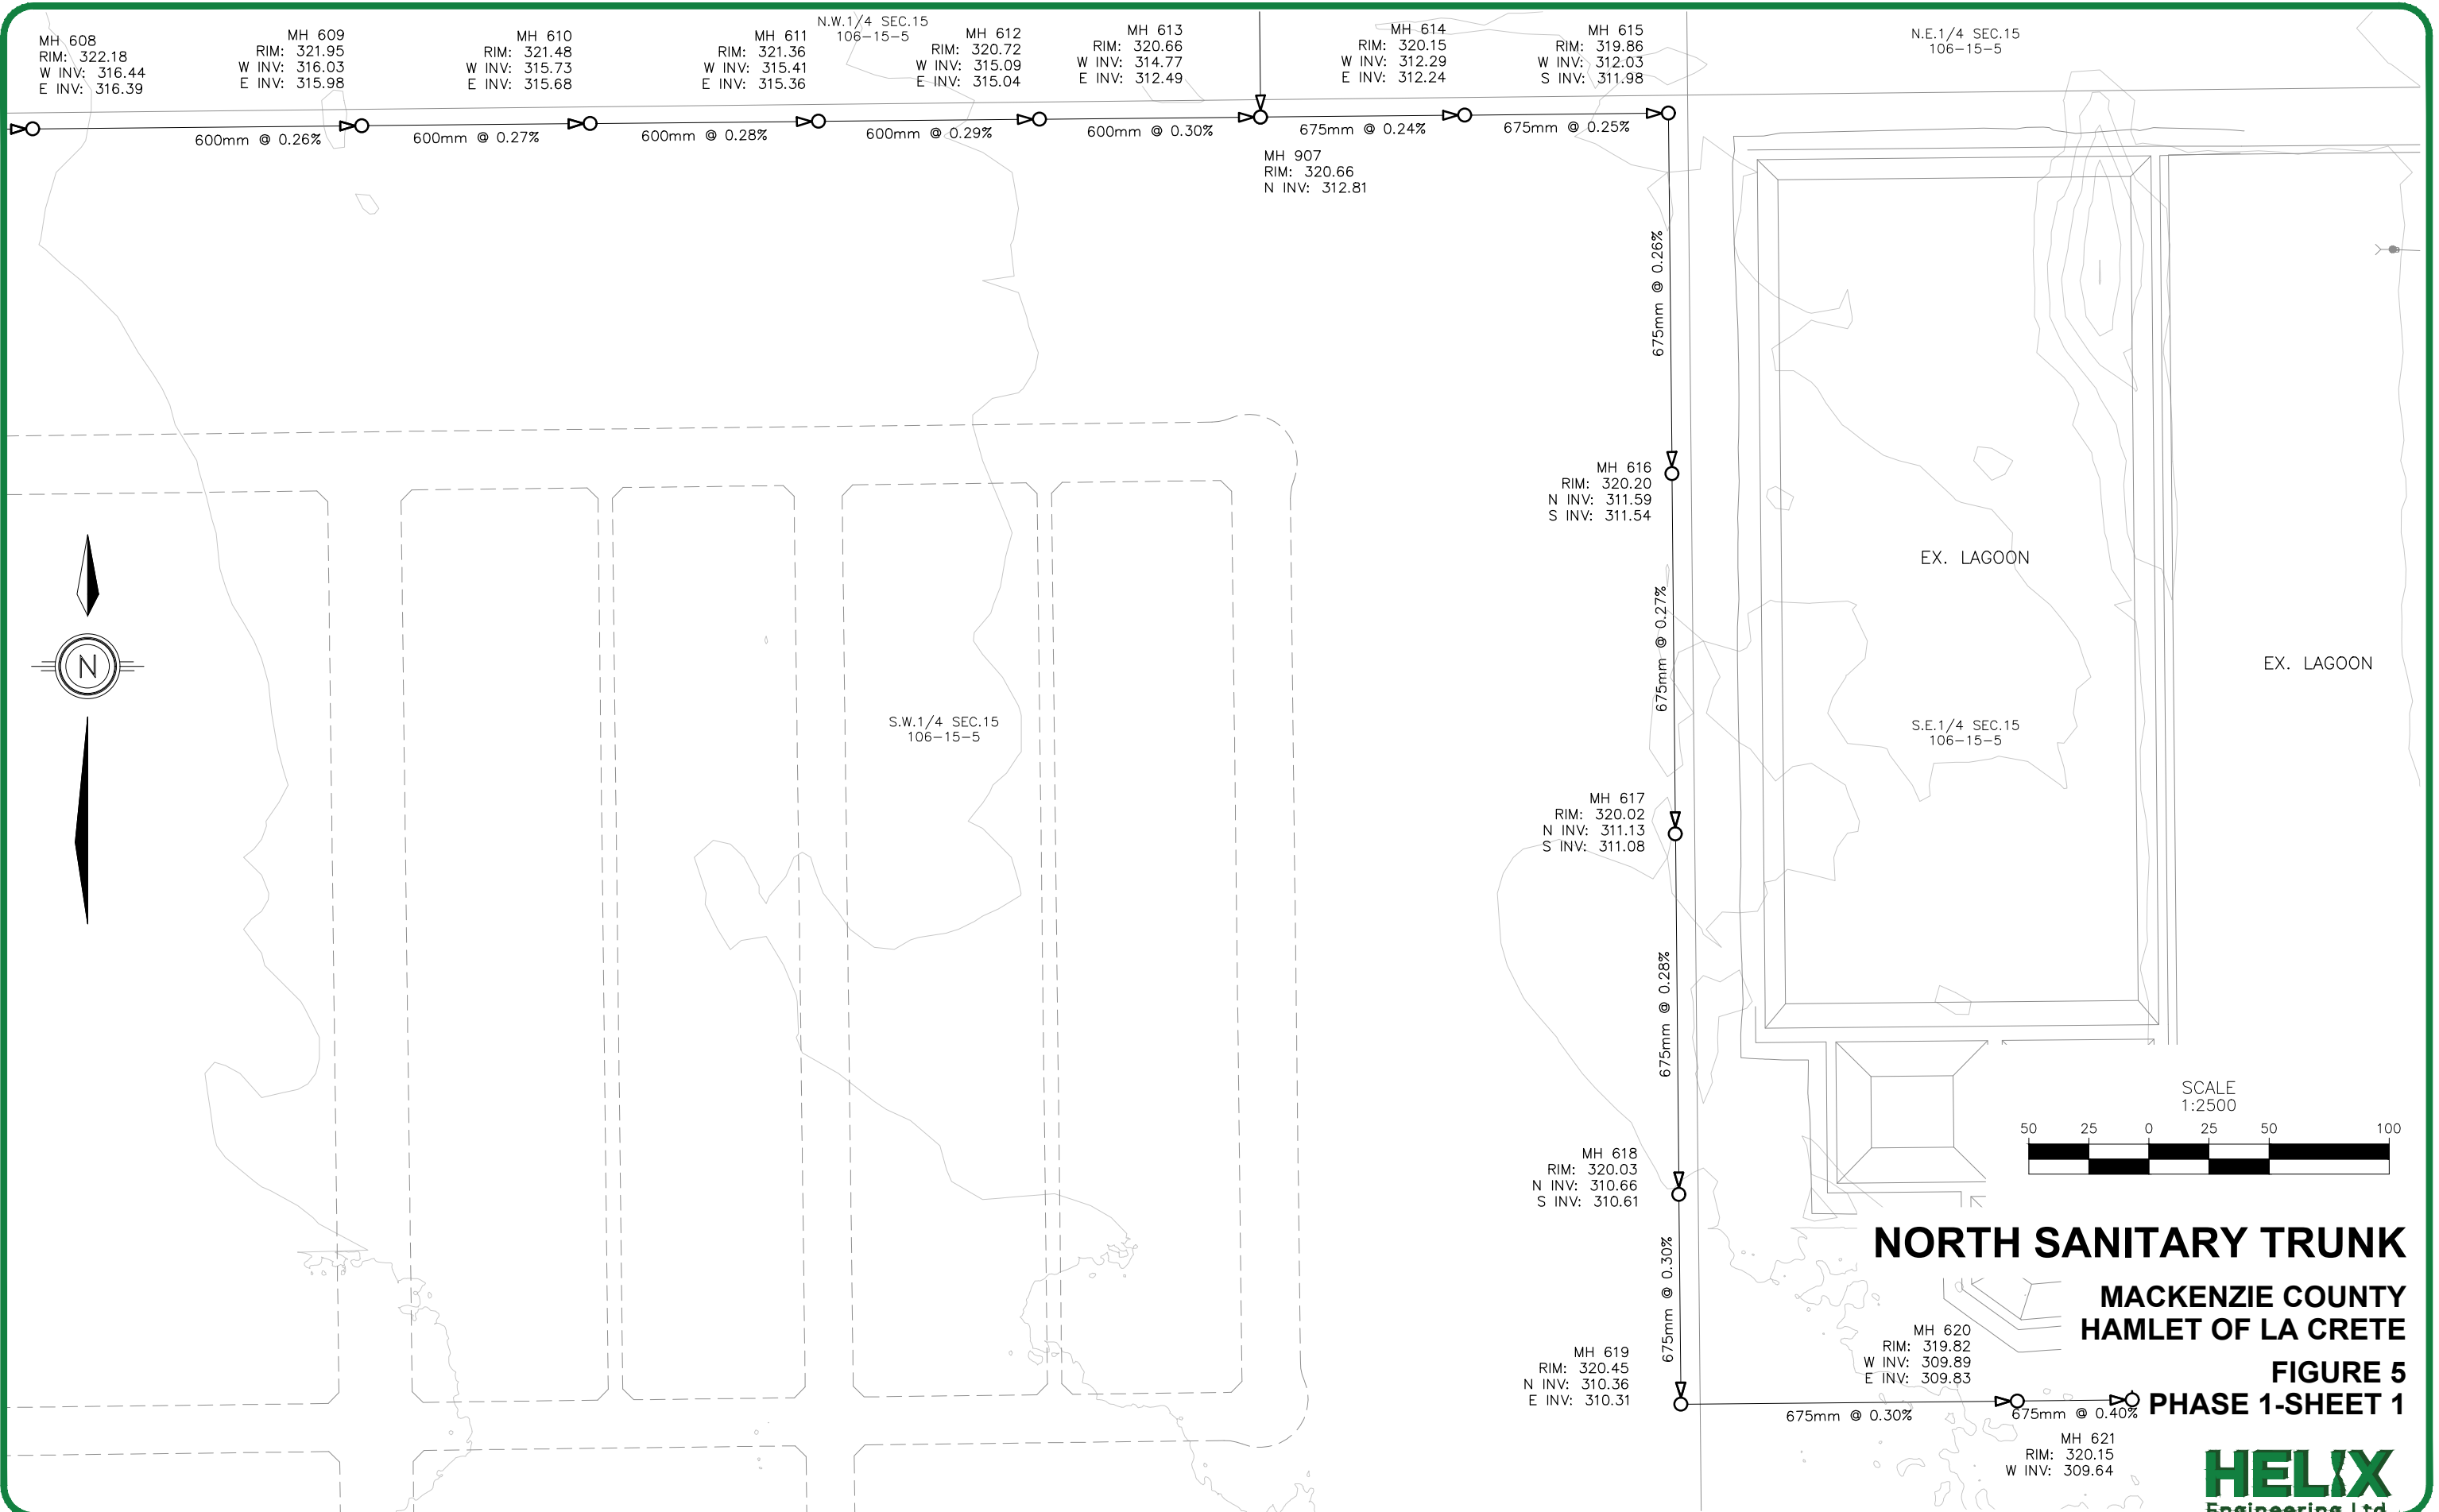 MH 608
RIM: 322.18
W INV: 316.44
E INV: 316.39
MH 609
RIM: 321.95
W INV: 316.03
E INV: 315.98
MH 610
RIM: 321.48
W INV: 315.73
E INV: 315.68
MH 611
RIM: 321.36
W INV: 315.41
E INV: 315.36
N.W.1/4 SEC.15
106-15-5
MH 612
RIM: 320.72
W INV: 315.09
E INV: 315.04
MH 613
RIM: 320.66
W INV: 314.77
E INV: 312.49
MH 614
RIM: 320.15
W INV: 312.29
E INV: 312.24
MH 615
RIM: 319.86
W INV: 312.03
S INV: 311.98
N.E.1/4 SEC.15
106-15-5
600mm @ 0.26%
600mm @ 0.27%
600mm @ 0.28%
600mm @ 0.29%
600mm @ 0.30%
675mm @ 0.24%
675mm @ 0.25%
MH 907
RIM: 320.66
N INV: 312.81
675mm @ 0.26%
MH 616
RIM: 320.20
N INV: 311.59
S INV: 311.54
EX. LAGOON
675mm @ 0.27%
N
EX. LAGOON
S.W.1/4 SEC.15
106-15-5
S.E.1/4 SEC.15
106-15-5
MH 617
RIM: 320.02
N INV: 311.13
S INV: 311.08
675mm @ 0.28%
SCALE
1:2500
50 25 0 25 50 100
MH 618
RIM: 320.03
N INV: 310.66
S INV: 310.61
675mm @ 0.30%
NORTH SANITARY TRUNK
MACKENZIE COUNTY
HAMLET OF LA CRETE
FIGURE 5
PHASE 1-SHEET 1
MH 619
RIM: 320.45
N INV: 310.36
E INV: 310.31
MH 620
RIM: 319.82
W INV: 309.89
E INV: 309.83
675mm @ 0.30%
675mm @ 0.40%
MH 621
RIM: 320.15
W INV: 309.64
HELIX
Engineering Ltd.